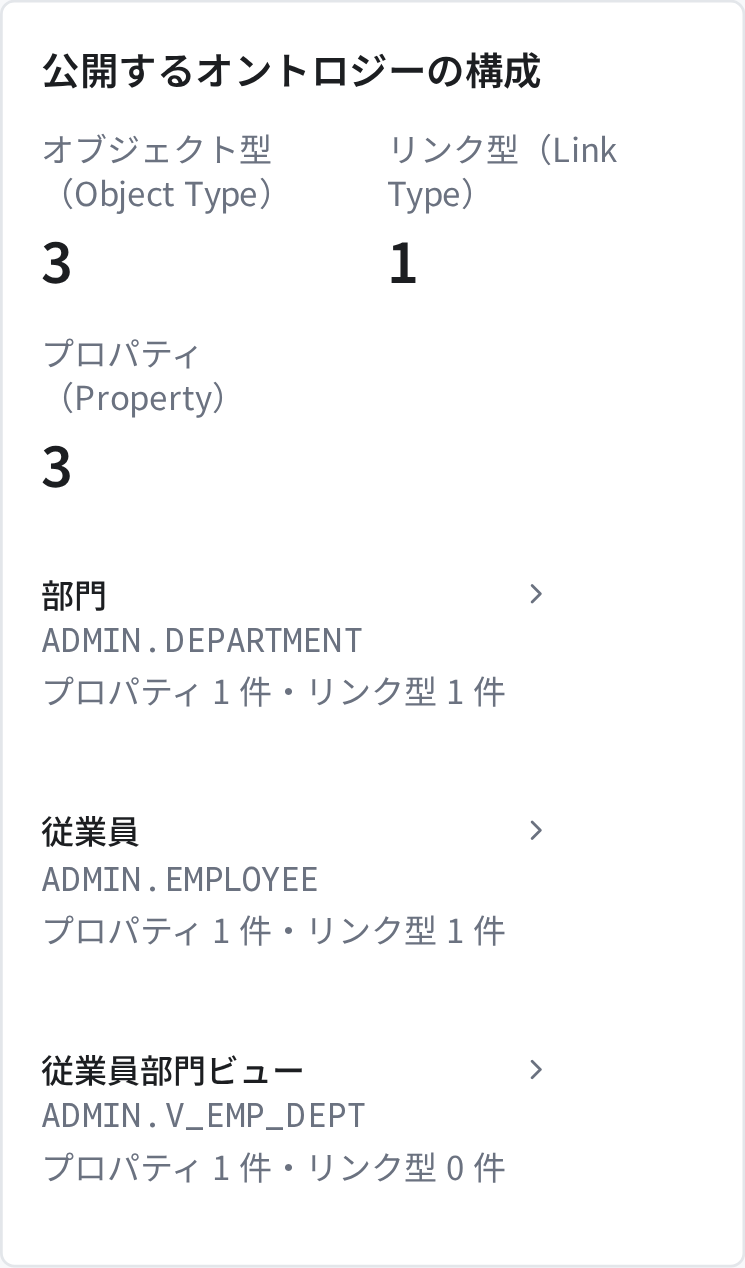 公開するオントロジーの構成
オブジェクト型
（Object Type）
3
リンク型（Link
Type）
1
プロパティ
（Property）
3
部門
ADMIN.DEPARTMENT
プロパティ 1 件・リンク型 1 件
従業員
ADMIN.EMPLOYEE
プロパティ 1 件・リンク型 1 件
従業員部門ビュー
ADMIN.V_EMP_DEPT
プロパティ 1 件・リンク型 0 件